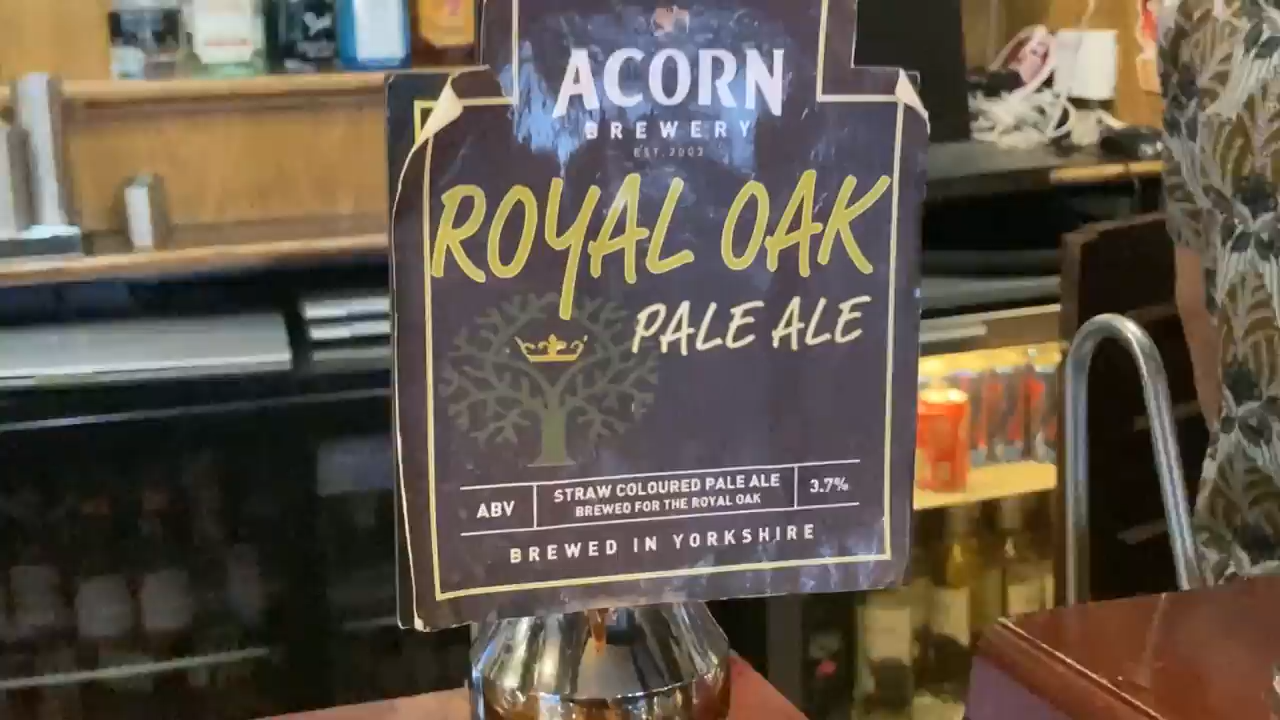 ACORN
BREWERY
EST. 2003
ROYAL OAK
PALE ALE
ABV
STRAW COLOURED PALE ALE
BREWED FOR THE ROYAL OAK
3.7%
BREWED IN YORKSHIRE